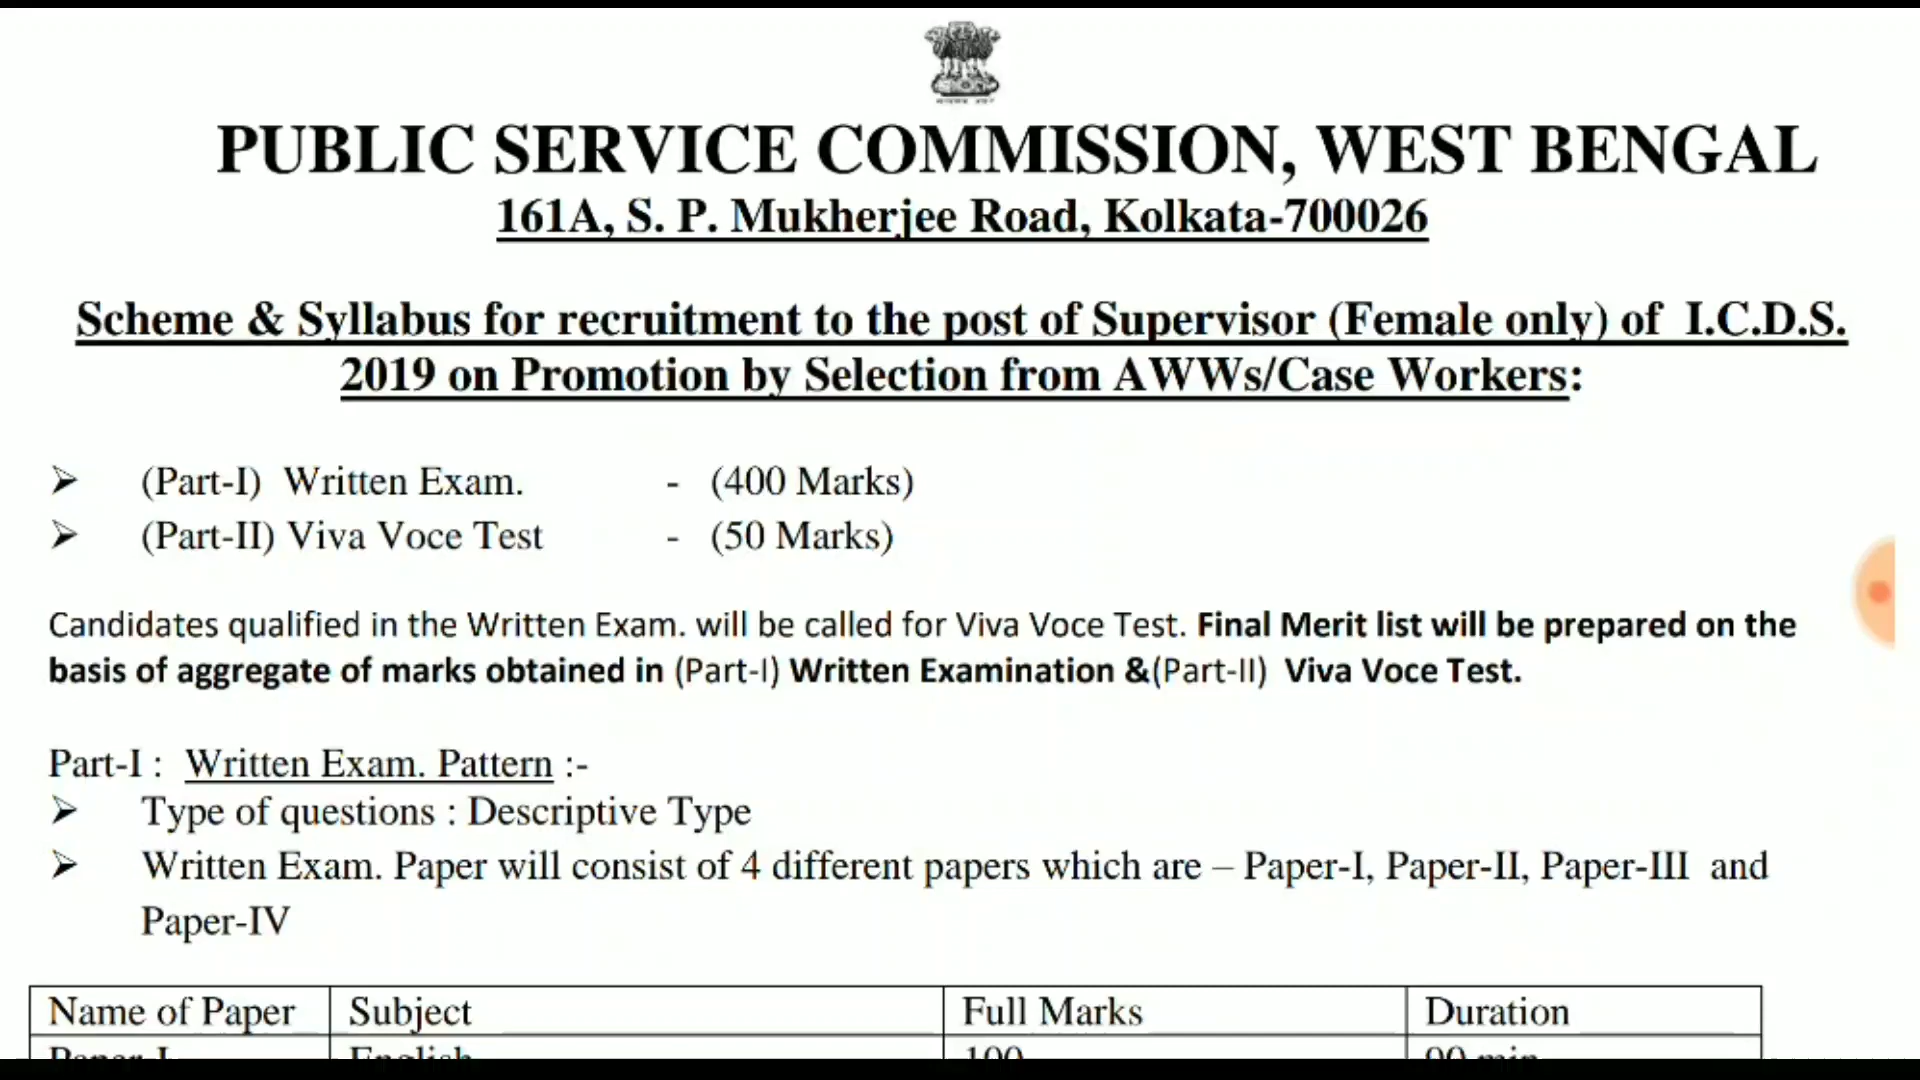 PUBLIC SERVICE COMMISSION, WEST BENGAL
161A, S. P. Mukherjee Road, Kolkata-700026
Scheme & Syllabus for recruitment to the post of Supervisor (Female only) of I.C.D.S.
2019 on Promotion by Selection from AWWs/Case Workers:
➢ (Part-I) Written Exam. - (400 Marks)
➢ (Part-II) Viva Voce Test - (50 Marks)
Candidates qualified in the Written Exam. will be called for Viva Voce Test. Final Merit list will be prepared on the
basis of aggregate of marks obtained in (Part-I) Written Examination &(Part-II) Viva Voce Test.
Part-I : Written Exam. Pattern :-
➢ Type of questions : Descriptive Type
➢ Written Exam. Paper will consist of 4 different papers which are – Paper-I, Paper-II, Paper-III and
Paper-IV
Name of Paper Subject Full Marks Duration
Paper-I English 100 90 min